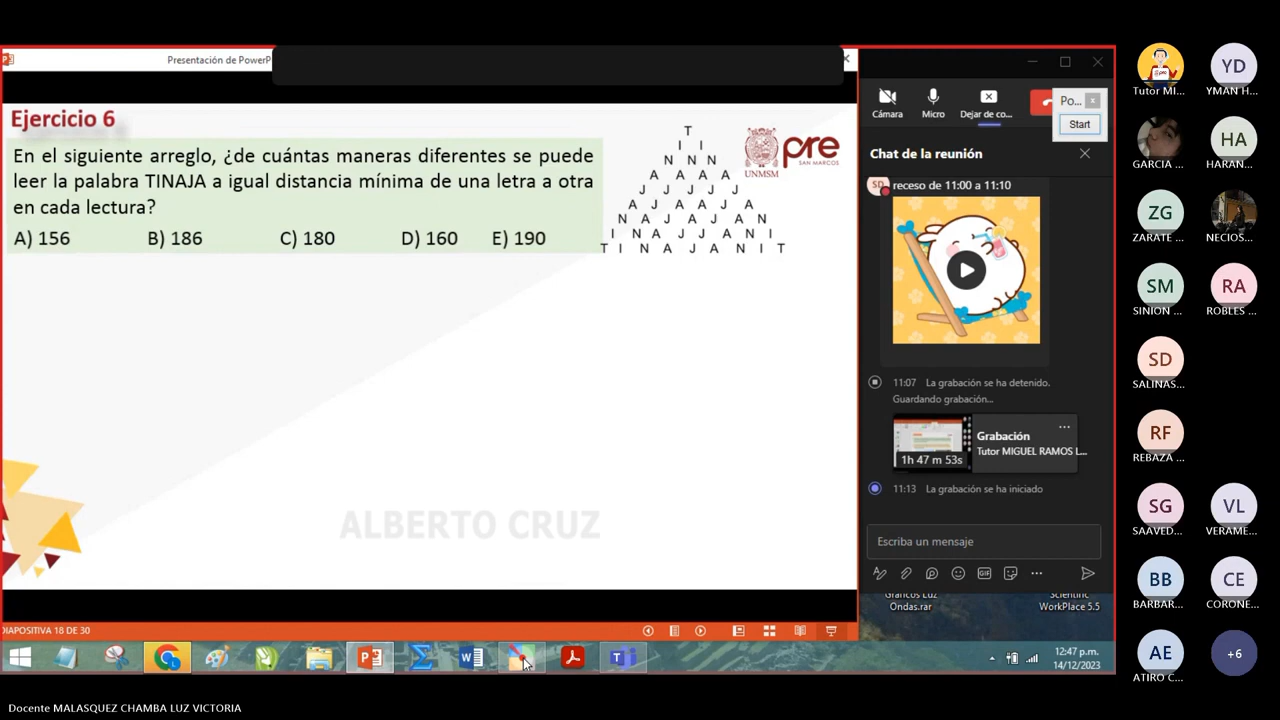 Presentación de PowerP
Ejercicio 6
En el siguiente arreglo, ¿de cuántas maneras diferentes se puede
leer la palabra TINAJA a igual distancia mínima de una letra a otra
en cada lectura?
A) 156 B) 186 C) 180 D) 160 E) 190
T
I I
N N N
A A A A
J J J J J
A J A A J A
N A J A J A N
I N A J J A N I
T I N A J A N I T
UNMSM
pre
SAN MARCOS
ALBERTO CRUZ
DIAPOSITIVA 18 DE 30
Cámara Micro Dejar de co...
Po... x
Start
Chat de la reunión
SD
receso de 11:00 a 11:10
11:07 La grabación se ha detenido.
Guardando grabación...
Grabación
Tutor MIGUEL RAMOS L...
1h 47 m 53s
11:13 La grabación se ha iniciado
Escriba un mensaje
GIF
Gráficos Luz
Ondas.rar
Scientific
WorkPlace 5.5
12:47 p.m.
14/12/2023
Tutor MI...
YD
YMAN H...
GARCIA ...
HA
HARAN...
ZG
ZARATE ...
NECIOS...
SM
SINION ...
RA
ROBLES ...
SD
SALINAS...
RF
REBAZA ...
SG
SAAVED...
VL
VERAME...
BB
BARBAR...
CE
CORONE...
AE
ATIRO C...
+6
Docente MALASQUEZ CHAMBA LUZ VICTORIA